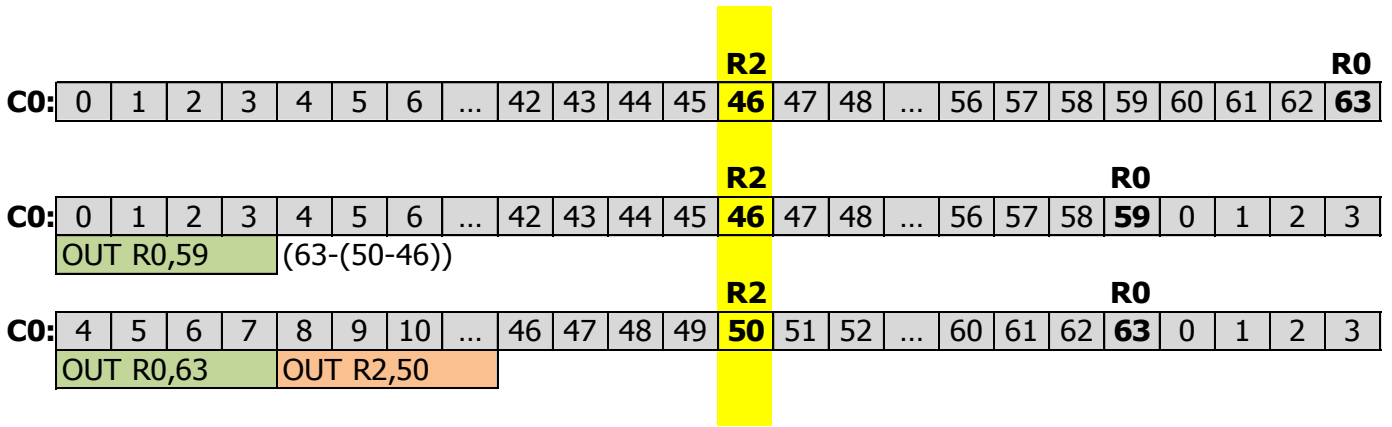 R2 R0
C0: 0 1 2 3 4 5 6 ... 42 43 44 45 46 47 48 ... 56 57 58 59 60 61 62 63
R2 R0
C0: 0 1 2 3 4 5 6 ... 42 43 44 45 46 47 48 ... 56 57 58 59 0 1 2 3
OUT R0,59 (63-(50-46))
R2 R0
C0: 4 5 6 7 8 9 10 ... 46 47 48 49 50 51 52 ... 60 61 62 63 0 1 2 3
OUT R0,63 OUT R2,50